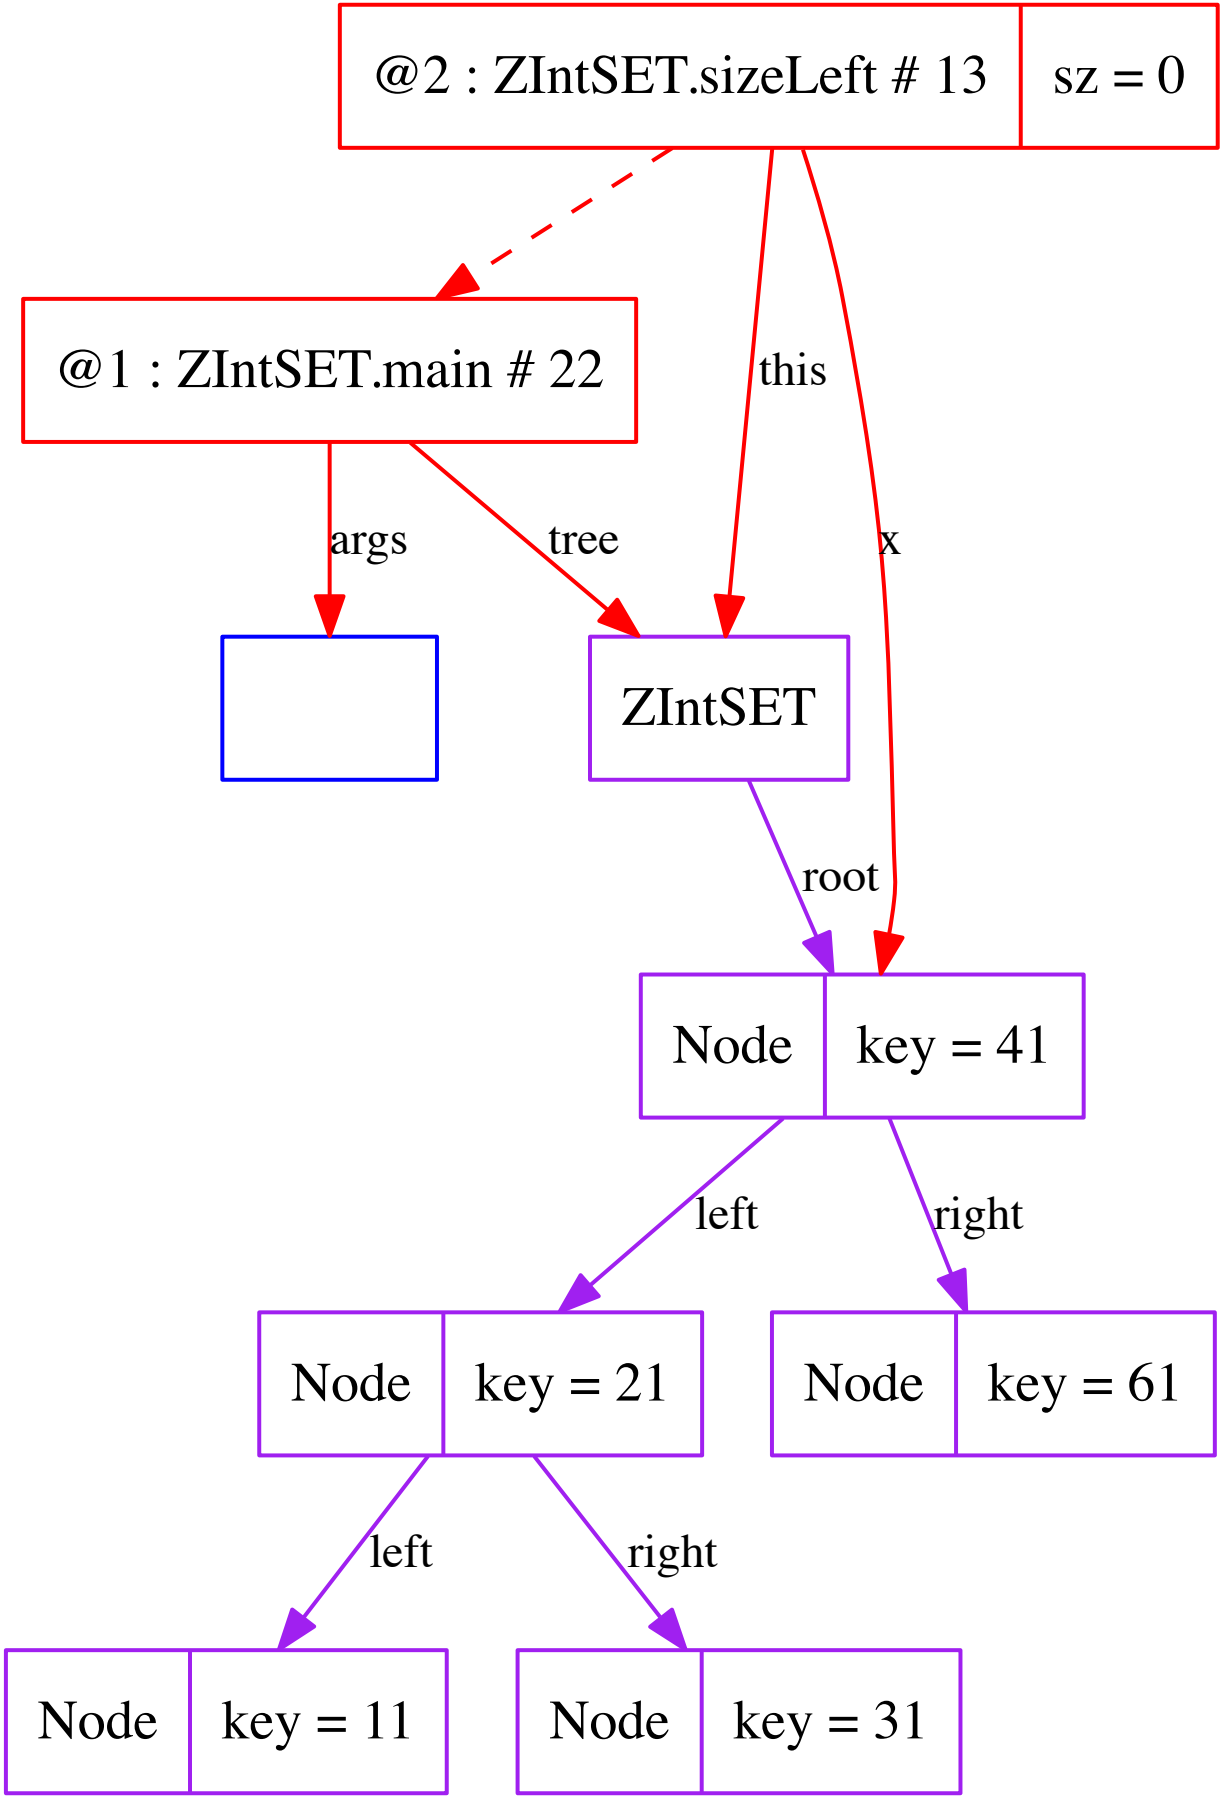 @2 : ZIntSET.sizeLeft # 13 sz = 0
@1 : ZIntSET.main # 22
this
args
tree
x
ZIntSET
root
Node key = 41
left
right
Node key = 21
Node key = 61
left
right
Node key = 11
Node key = 31